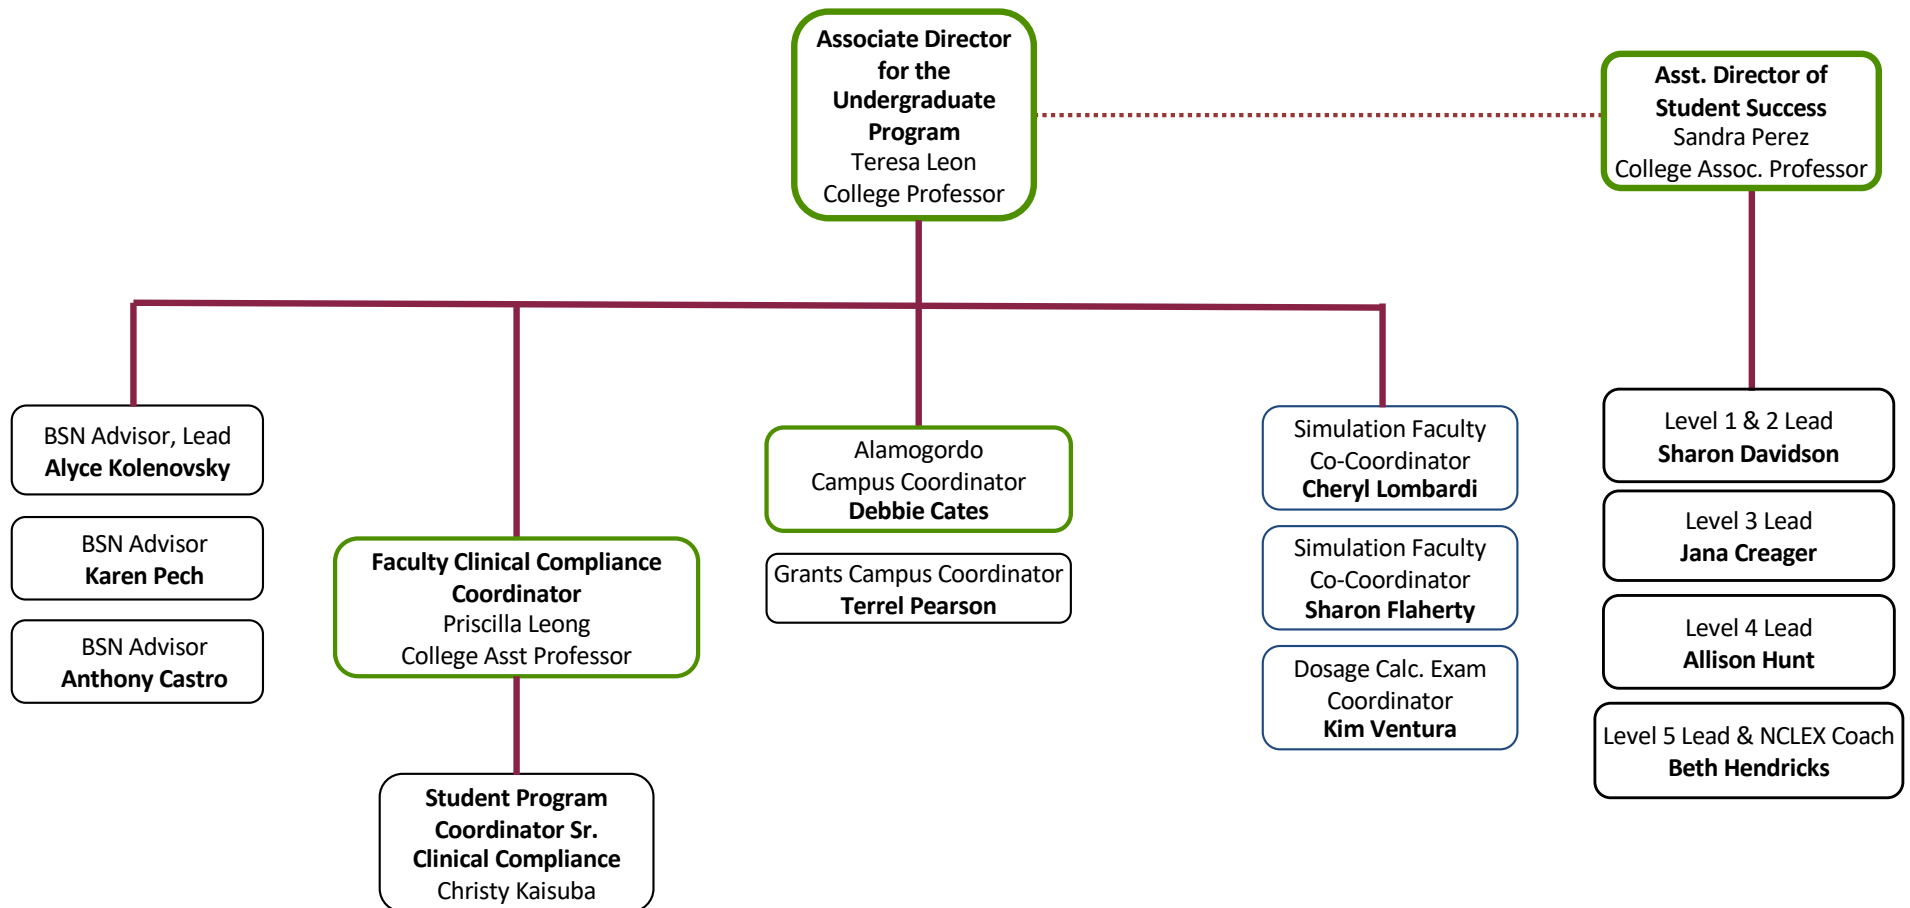 Associate Director
for the
Undergraduate
Program
Teresa Leon
College Professor
Asst. Director of
Student Success
Sandra Perez
College Assoc. Professor
BSN Advisor, Lead
Alyce Kolenovsky
BSN Advisor
Karen Pech
BSN Advisor
Anthony Castro
Faculty Clinical Compliance
Coordinator
Priscilla Leong
College Asst Professor
Student Program
Coordinator Sr.
Clinical Compliance
Christy Kaisuba
Alamogordo
Campus Coordinator
Debbie Cates
Grants Campus Coordinator
Terrel Pearson
Simulation Faculty
Co-Coordinator
Cheryl Lombardi
Simulation Faculty
Co-Coordinator
Sharon Flaherty
Dosage Calc. Exam
Coordinator
Kim Ventura
Level 1 & 2 Lead
Sharon Davidson
Level 3 Lead
Jana Creager
Level 4 Lead
Allison Hunt
Level 5 Lead & NCLEX Coach
Beth Hendricks